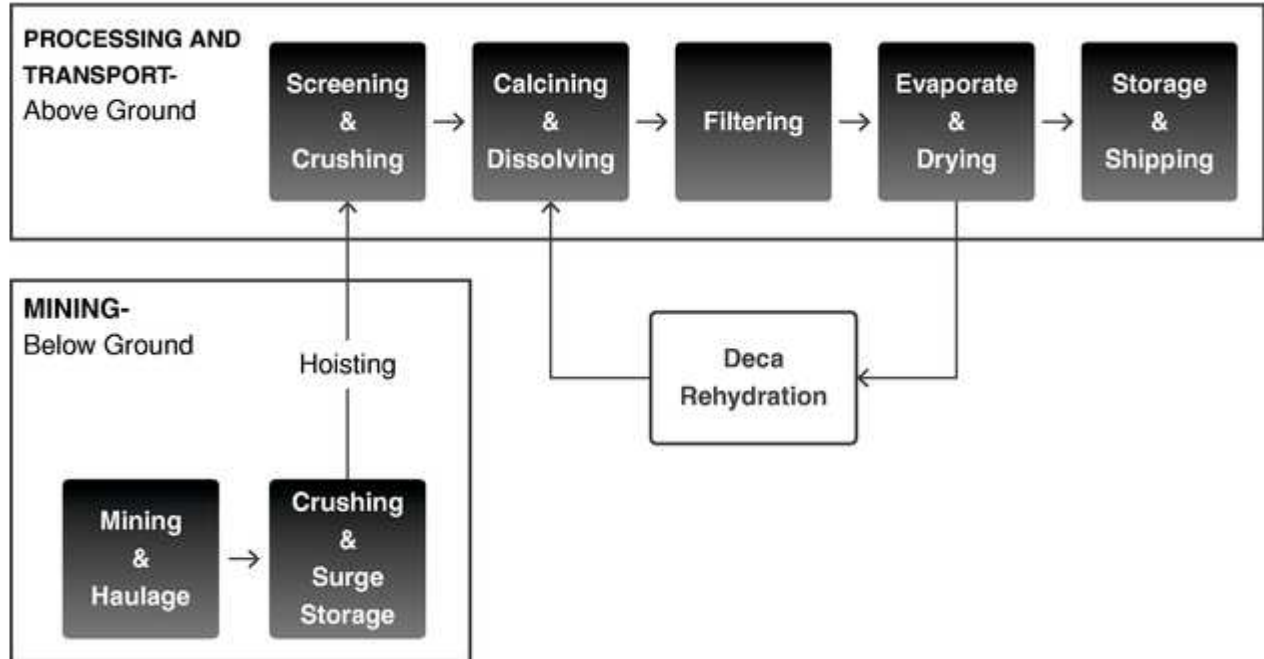 PROCESSING AND
TRANSPORT-
Above Ground
Screening
&
Crushing
Calcining
&
Dissolving
Filtering
Evaporate
&
Drying
Storage
&
Shipping
MINING-
Below Ground
Hoisting
Deca
Rehydration
Mining
&
Haulage
Crushing
&
Surge
Storage